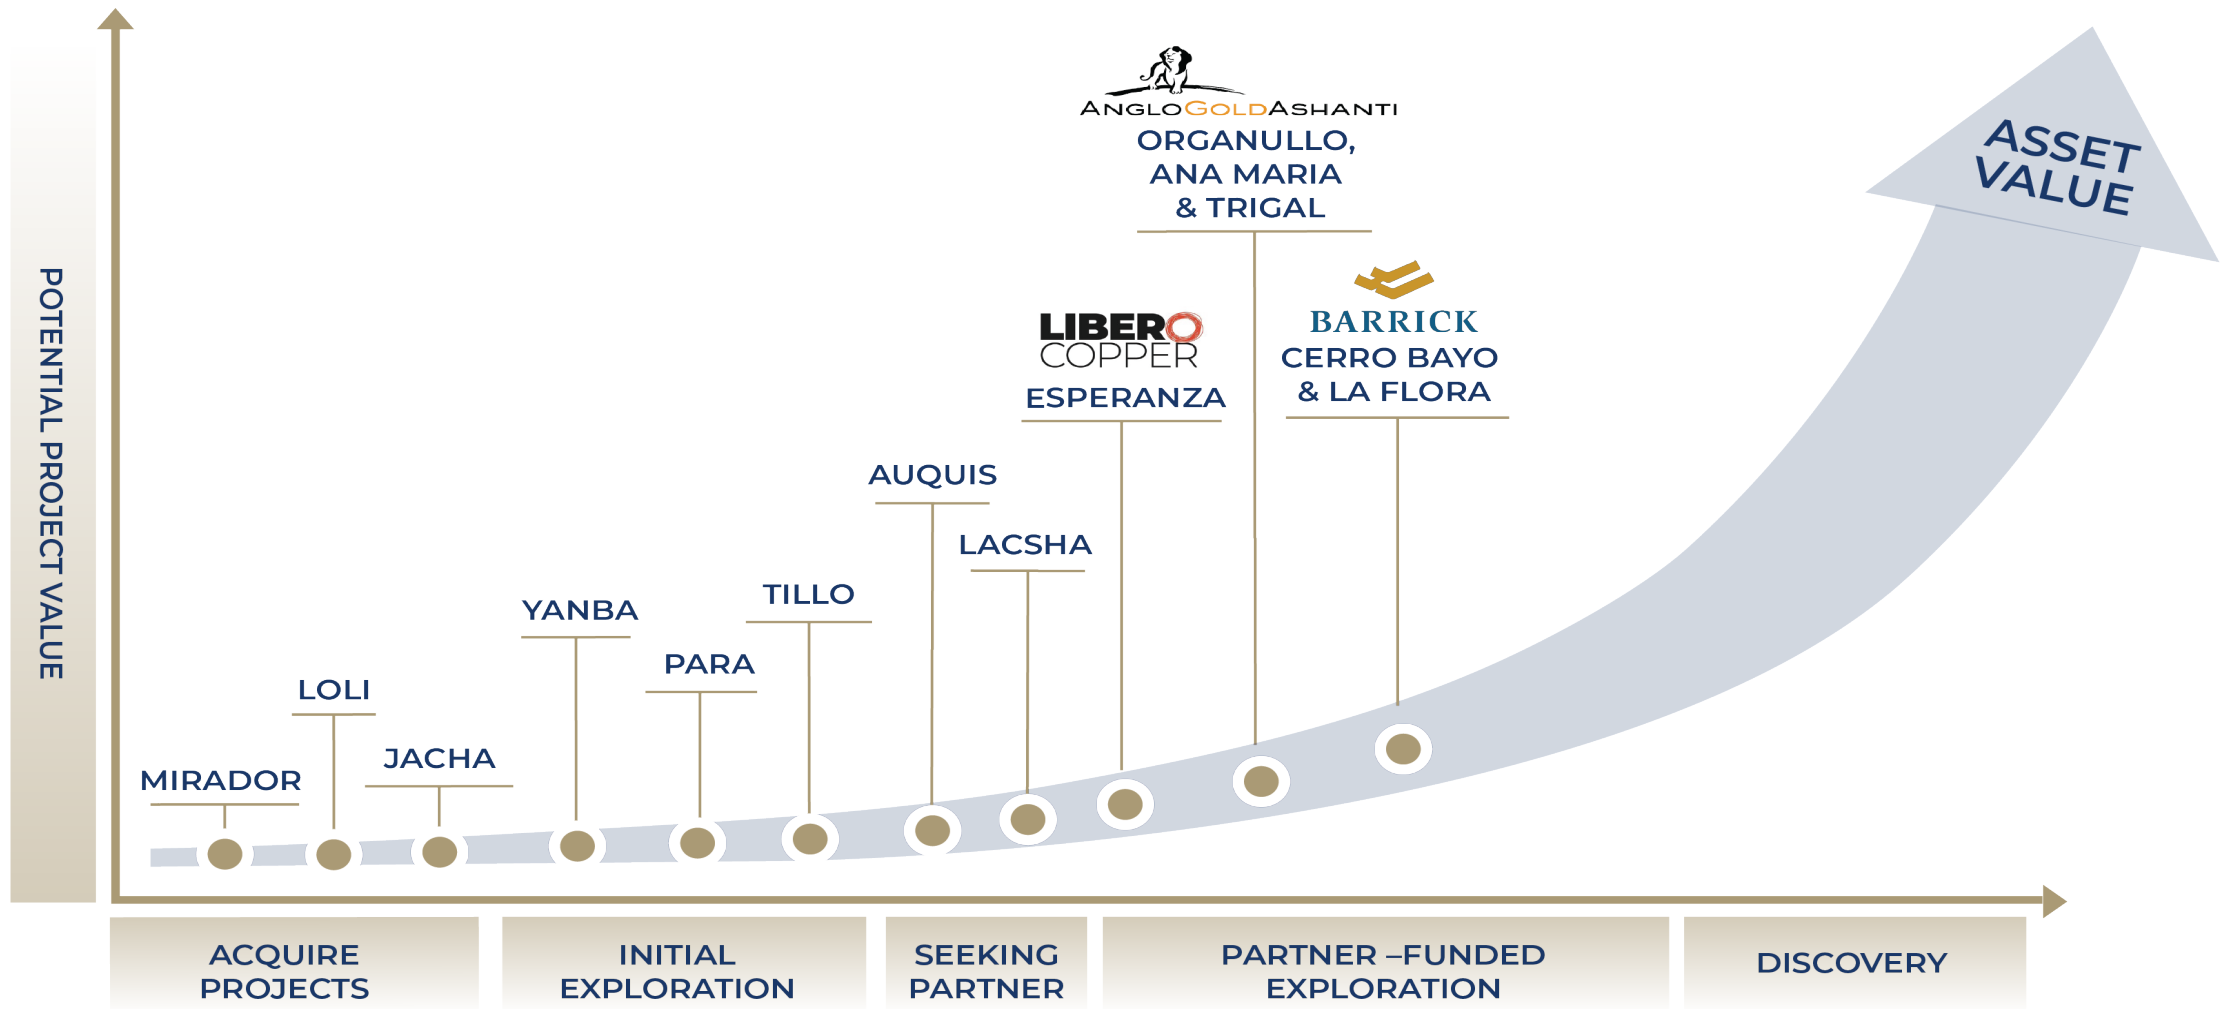 POTENTIAL PROJECT VALUE
ANGLOGOLDASHANTI
ORGANULLO,
ANA MARIA
& TRIGAL
ASSET
VALUE
LIBERO
COPPER
ESPERANZA
BARRICK
CERRO BAYO
& LA FLORA
AUQUIS
LACSHA
TILLO
YANBA
PARA
LOLI
JACHA
MIRADOR
ACQUIRE
PROJECTS
INITIAL
EXPLORATION
SEEKING
PARTNER
PARTNER –FUNDED
EXPLORATION
DISCOVERY